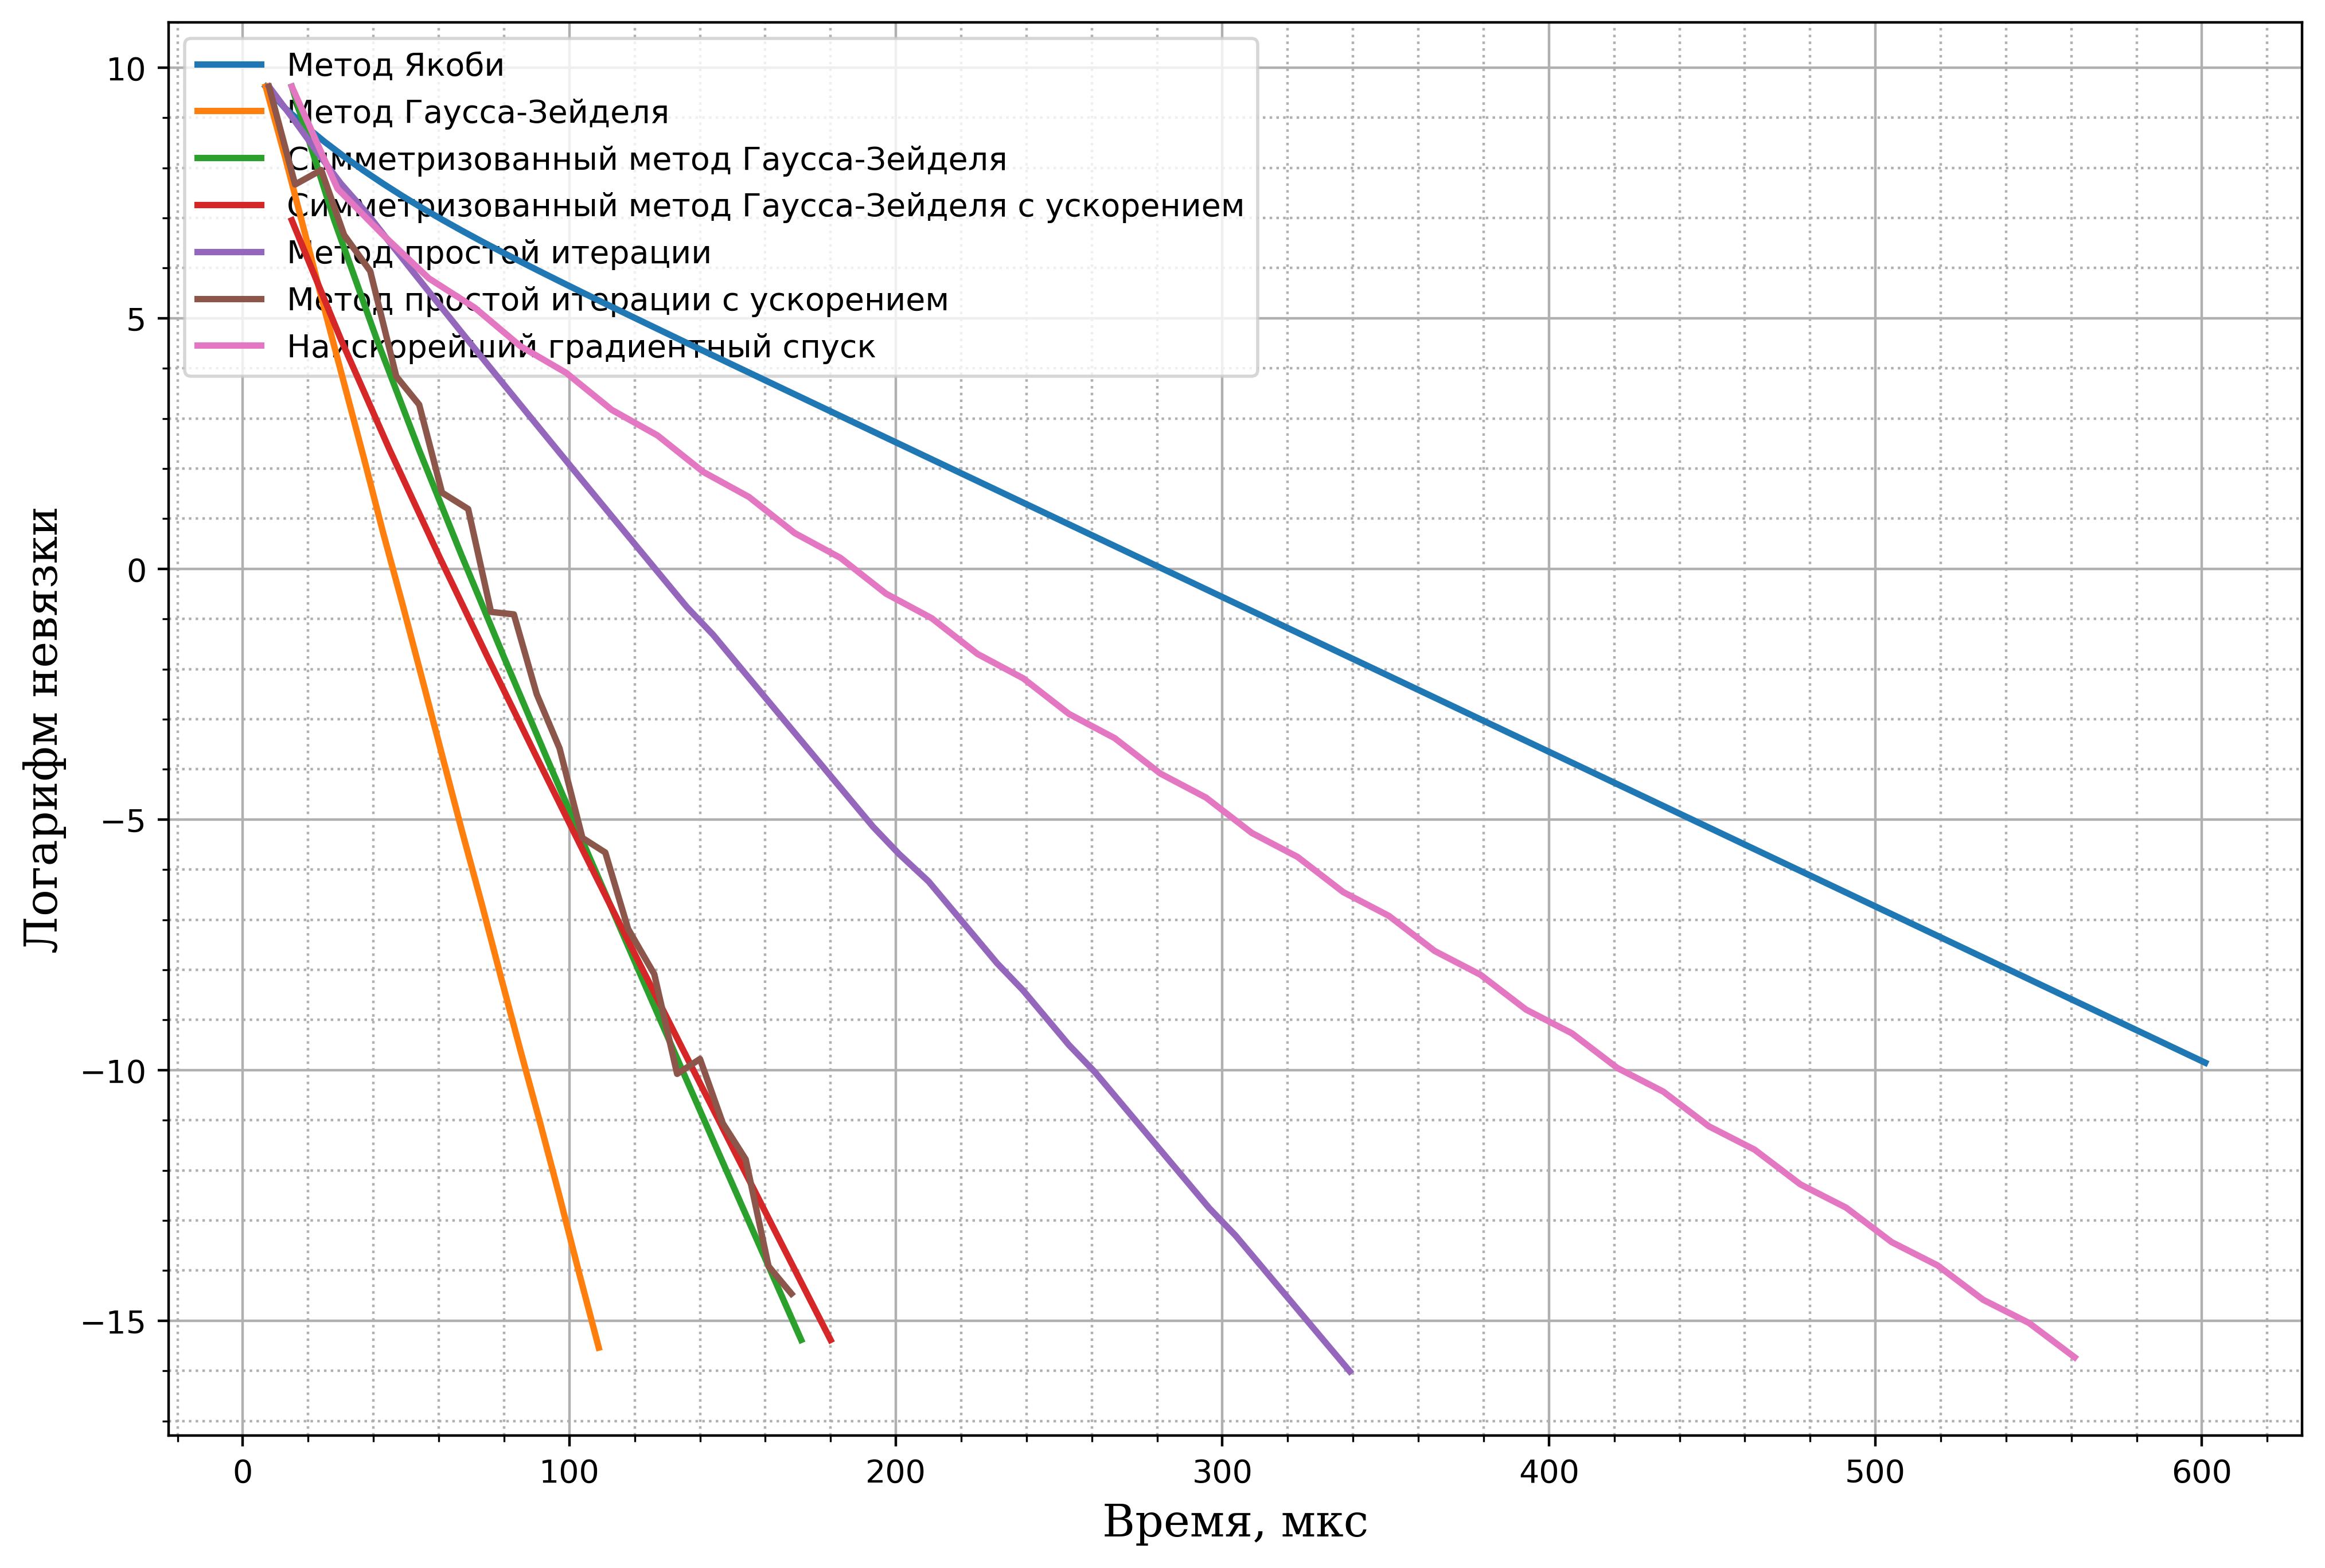 Метод Якоби
Метод Гаусса-Зейделя
Симметризованный метод Гаусса-Зейделя
Симметризованный метод Гаусса-Зейделя с ускорением
Метод простой итерации
Метод простой итерации с ускорением
Наискорейший градиентный спуск
10
5
0
−5
−10
−15
Логарифм невязки
0 100 200 300 400 500 600
Время, мкс